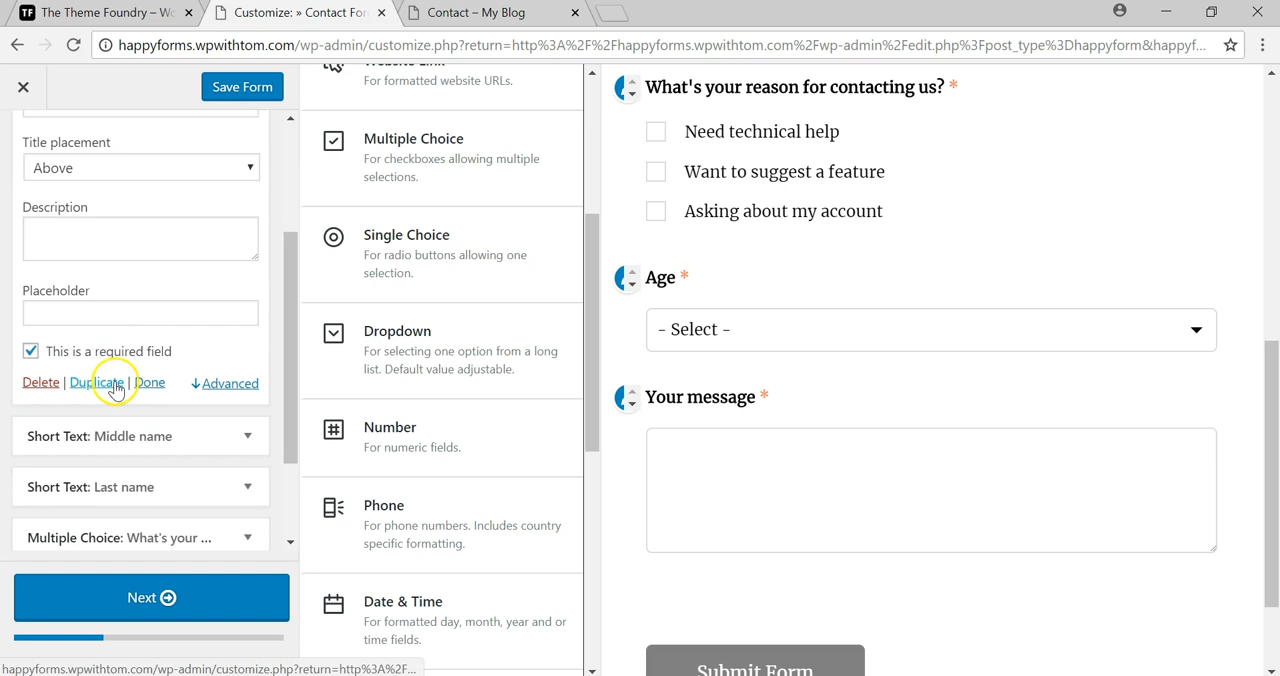 The Theme Foundry – Wo
Customize: » Contact For
Contact – My Blog
happyforms.wpwithtom.com/wp-admin/customize.php?return=http%3A%2F%2Fhappyforms.wpwithtom.com%2Fwp-admin%2Fedit.php%3Fpost_type%3Dhappyform&happyf...
Save Form
Title placement
Above
Description
Placeholder
This is a required field
Delete | Duplicate | Done
Advanced
Short Text: Middle name
Short Text: Last name
Multiple Choice: What's your ...
Next
happyforms.wpwithtom.com/wp-admin/customize.php?return=http%3A%2F...
Website Link
For formatted website URLs.
Multiple Choice
For checkboxes allowing multiple
selections.
Single Choice
For radio buttons allowing one
selection.
Dropdown
For selecting one option from a long
list. Default value adjustable.
Number
For numeric fields.
Phone
For phone numbers. Includes country
specific formatting.
Date & Time
For formatted day, month, year and or
time fields.
What's your reason for contacting us? *
Need technical help
Want to suggest a feature
Asking about my account
Age *
- Select -
Your message *
Submit Form